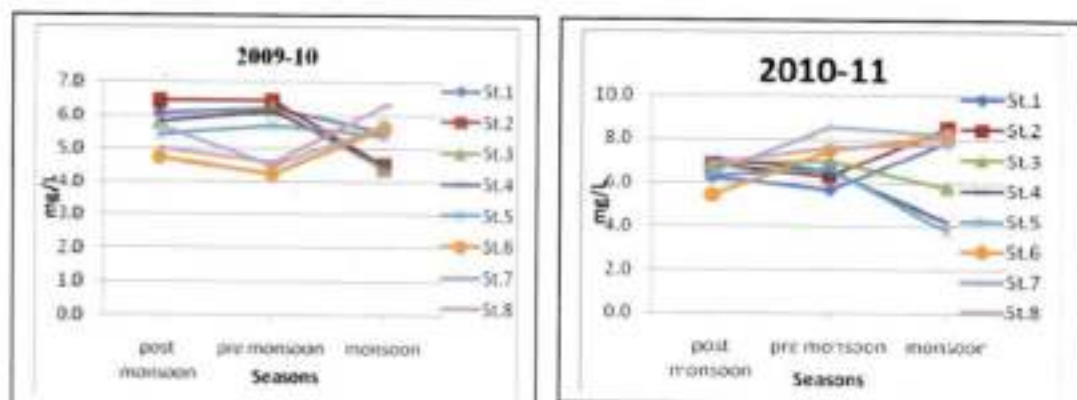 2009-10
7.0
6.0
5.0
4.0
3.0
2.0
1.0
0.0
mg/L
post monsoon
pre monsoon
monsoon
Seasons
St.1
St.2
St.3
St.4
St.5
St.6
St.7
St.8
2010-11
10.0
8.0
6.0
4.0
2.0
0.0
mg/L
post monsoon
pre monsoon
monsoon
Seasons
St.1
St.2
St.3
St.4
St.5
St.6
St.7
St.8